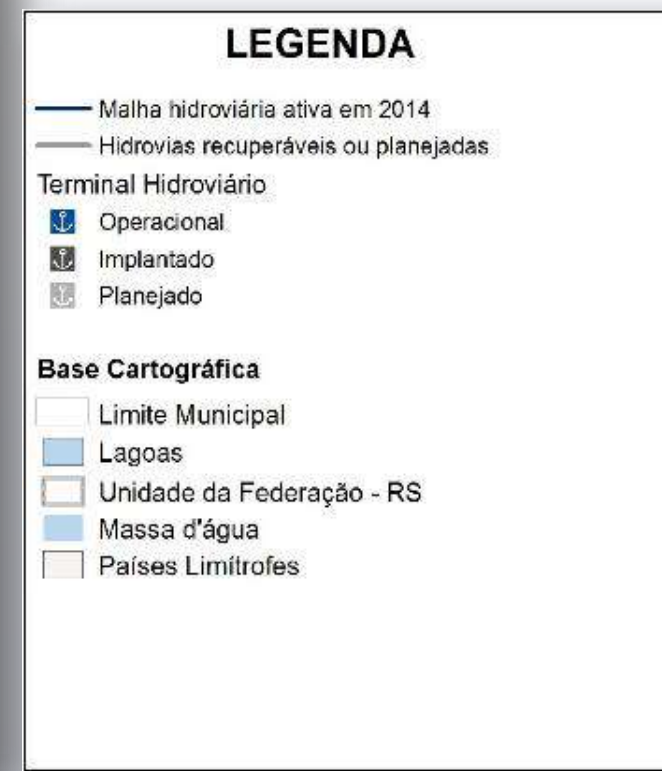 LEGENDA
Malha hidroviária ativa em 2014
Hidrovias recuperáveis ou planejadas
Terminal Hidroviário
Operacional
Implantado
Planejado
Base Cartográfica
Limite Municipal
Lagoas
Unidade da Federação - RS
Massa d'água
Países Limítrofes